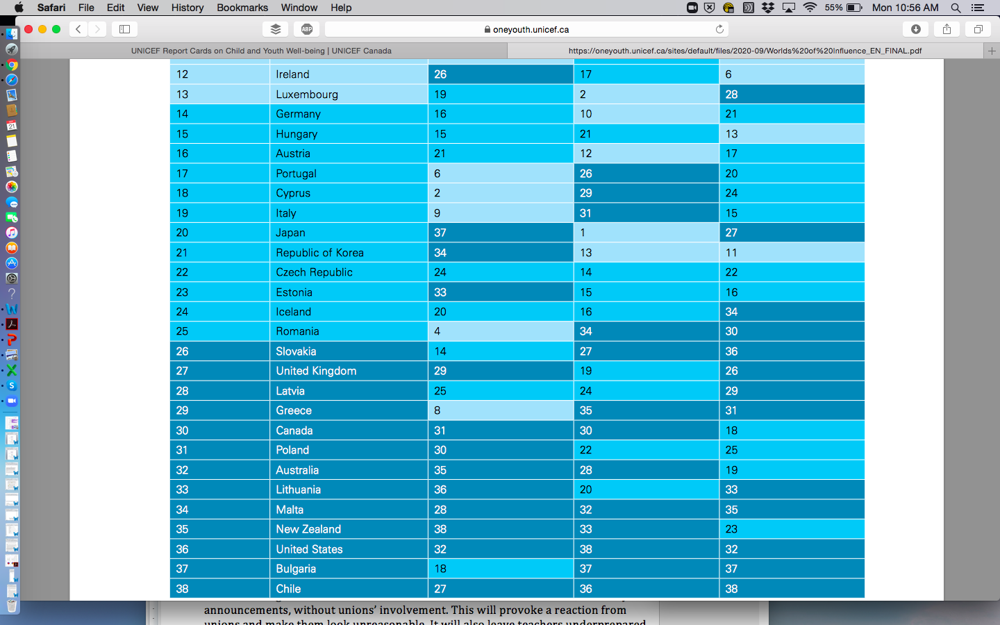 Safari File Edit View History Bookmarks Window Help 55% Mon 10:56 AM
ABP oneyouth.unicef.ca
UNICEF Report Cards on Child and Youth Well-being | UNICEF Canada https://oneyouth.unicef.ca/sites/default/files/2020-09/Worlds%20of%20Influence_EN_FINAL.pdf
12 Ireland 26 17 6
13 Luxembourg 19 2 28
14 Germany 16 10 21
15 Hungary 15 21 13
16 Austria 21 12 17
17 Portugal 6 26 20
18 Cyprus 2 29 24
19 Italy 9 31 15
20 Japan 37 1 27
21 Republic of Korea 34 13 11
22 Czech Republic 24 14 22
23 Estonia 33 15 16
24 Iceland 20 16 34
25 Romania 4 34 30
26 Slovakia 14 27 36
27 United Kingdom 29 19 26
28 Latvia 25 24 29
29 Greece 8 35 31
30 Canada 31 30 18
31 Poland 30 22 25
32 Australia 35 28 19
33 Lithuania 36 20 33
34 Malta 28 32 35
35 New Zealand 38 33 23
36 United States 32 38 32
37 Bulgaria 18 37 37
38 Chile 27 36 38
announcements, without unions' involvement. This will provoke a reaction from
unions and make them look unreasonable. It will also leave teachers underprepared